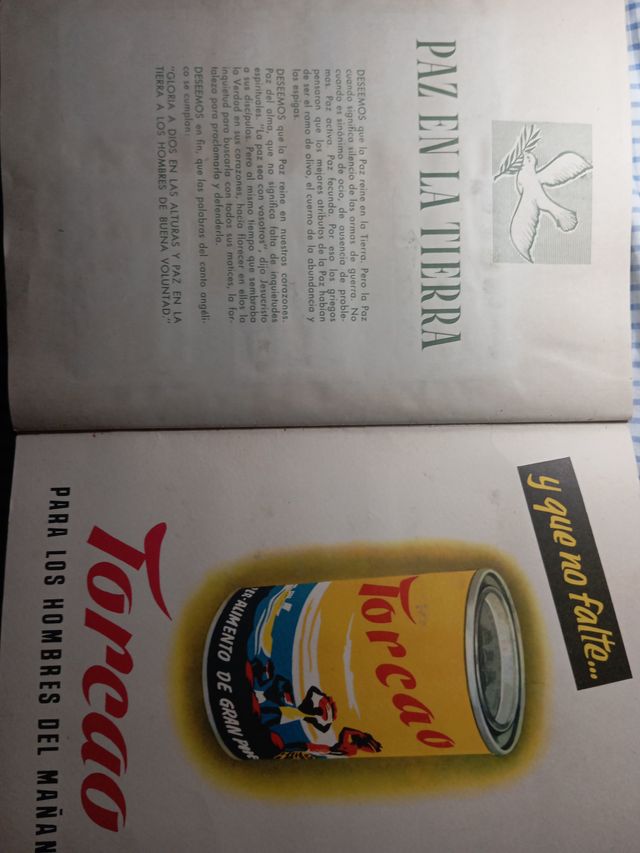 PAZ EN LA TIERRA
DESEEMOS que la Paz reine en la Tierra. Pero la Paz
cuando significa silencio de las armas de guerra. No
cuando es sinónimo de ocio, de ausencia de proble-
mas. Paz activa. Paz fecunda. Por eso los griegos
pensaron que los mejores atributos de la Paz habían
de ser el ramo de olivo, el cuerno de la abundancia y
las espigas.
DESEEMOS que la Paz reine en nuestros corazones.
Paz del alma, que no significa falta de inquietudes
espirituales. "La paz sea con vosotros" dijo Jesucristo
a sus discípulos. Pero al mismo tiempo que sembraba
la Verdad en sus corazones, hacía florecer en ellos la
inquietud para buscarla con todos sus matices, la for-
taleza para proclamarla y defenderla.
DESEEMOS en fin, que las palabras del canto angéli-
co se cumplan:
"GLORIA A DIOS EN LAS ALTURAS Y PAZ EN LA
TIERRA A LOS HOMBRES DE BUENA VOLUNTAD."
y que no falte...
Torcao
ALIMENTO DE GRAN
Torcao
PARA LOS HOMBRES DEL MAÑAN